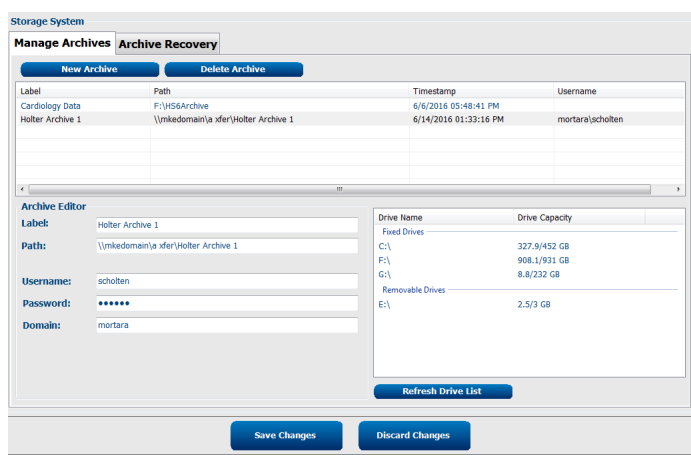 Storage System
Manage Archives Archive Recovery
New Archive Delete Archive
Label Path Timestamp Username
Cardiology Data F:\HS6Archive 6/6/2016 05:48:41 PM
Holter Archive 1 \\mkedomain\a xfer\Holter Archive 1 6/14/2016 01:33:16 PM mortara\scholten
Archive Editor
Label: Holter Archive 1
Path: \\mkedomain\a xfer\Holter Archive 1
Username: scholten
Password: ●●●●●●
Domain: mortara
Drive Name Drive Capacity
Fixed Drives
C:\ 327.9/452 GB
F:\ 908.1/931 GB
G:\ 8.8/232 GB
Removable Drives
E:\ 2.5/3 GB
Refresh Drive List
Save Changes Discard Changes